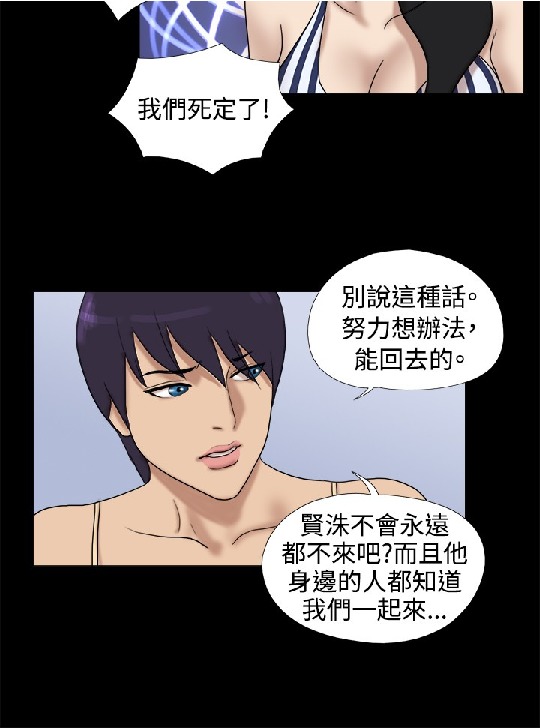 我們死定了!
別說這種話。
努力想辦法,
能回去的。
賢洙不會永遠
都不來吧?而且他
身邊的人都知道
我們一起來...